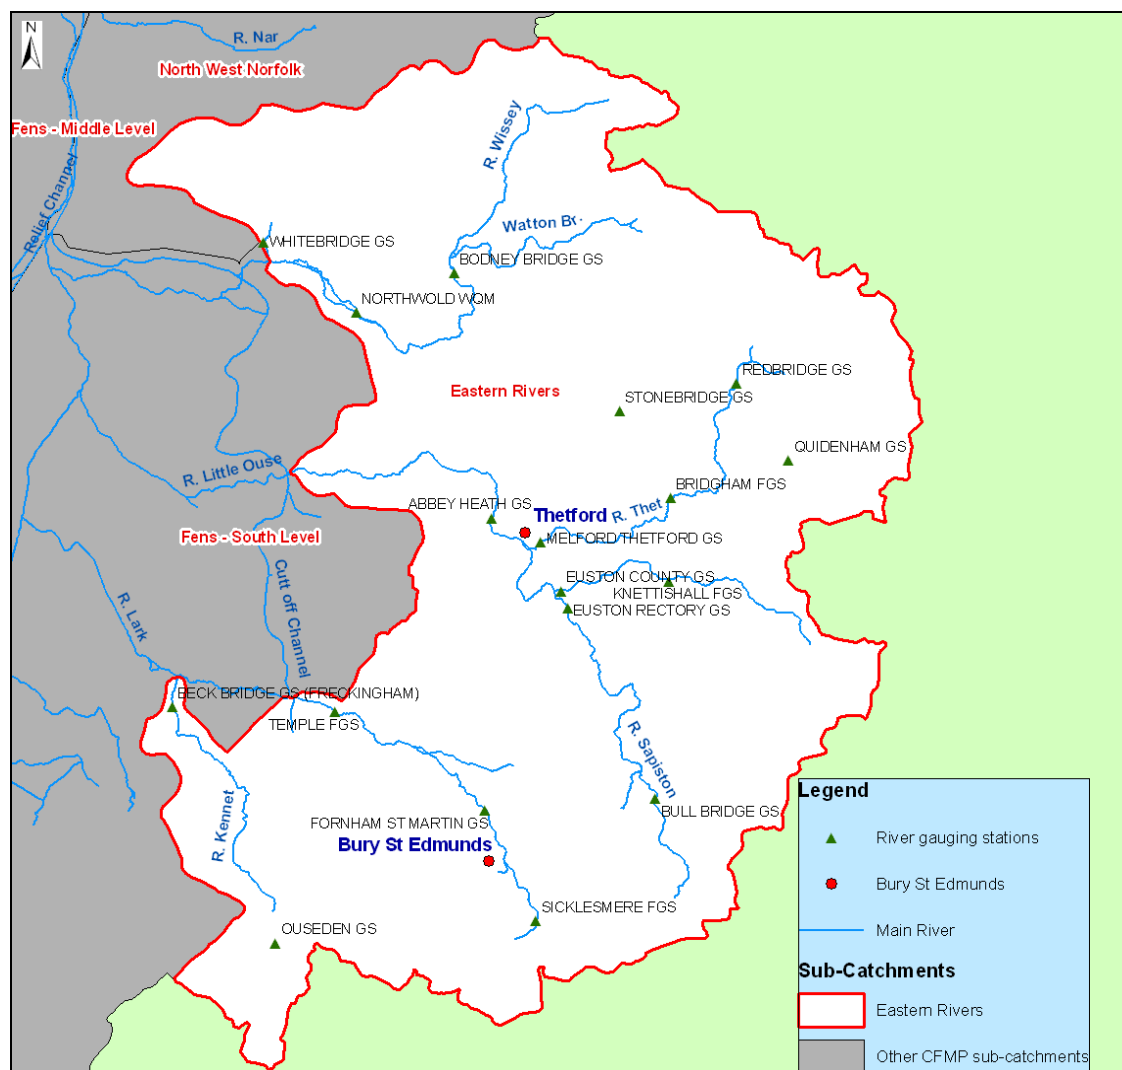 N
R. Nar
North West Norfolk
Fens - Middle Level
R. Wissey
Relief Channel
Watton Br.
WHITEBRIDGE GS
BODNEY BRIDGE GS
NORTHWOLD WQM
REDBRIDGE GS
Eastern Rivers
STONEBRIDGE GS
QUIDENHAM GS
R. Little Ouse
BRIDGHAM FGS
ABBEY HEATH GS
Thetford
R. Thet
Fens - South Level
MELFORD THETFORD GS
EUSTON COUNTY GS
KNETTISHALL FGS
EUSTON RECTORY GS
R. Lark
Cutt off Channel
BECK BRIDGE GS (FRECKINGHAM)
TEMPLE FGS
R. Sapiston
BULL BRIDGE GS
R. Kennet
FORNHAM ST MARTIN GS
Bury St Edmunds
SICKLESMERE FGS
OUSEDEN GS
Legend
River gauging stations
Bury St Edmunds
Main River
Sub-Catchments
Eastern Rivers
Other CFMP sub-catchments